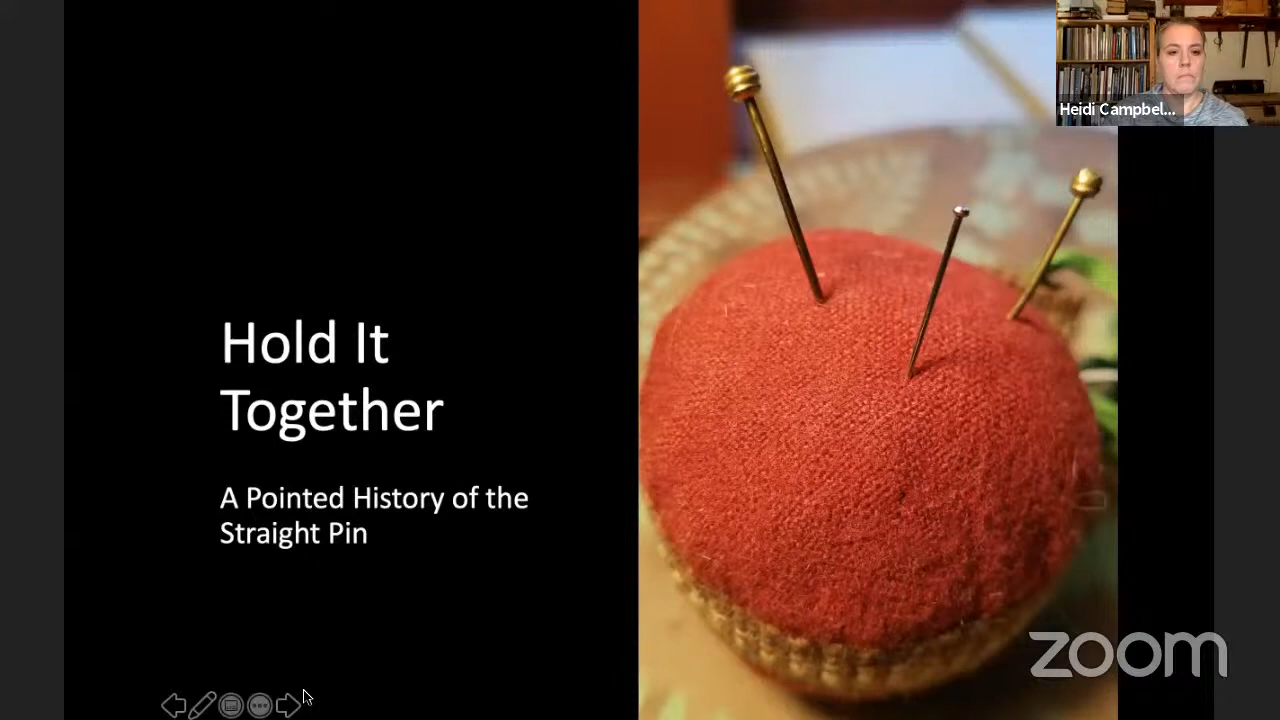 Heidi Campbel...
Hold It
Together
A Pointed History of the
Straight Pin
zoom